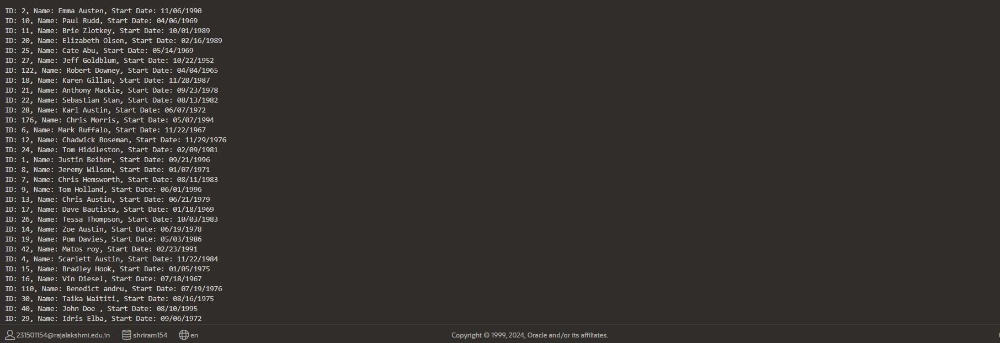 ID: 2, Name: Emma Austen, Start Date: 11/06/1990
ID: 10, Name: Paul Rudd, Start Date: 04/06/1969
ID: 11, Name: Brie Zlotkey, Start Date: 10/01/1989
ID: 20, Name: Elizabeth Olsen, Start Date: 02/16/1989
ID: 25, Name: Cate Abu, Start Date: 05/14/1969
ID: 27, Name: Jeff Goldblum, Start Date: 10/22/1952
ID: 122, Name: Robert Downey, Start Date: 04/04/1965
ID: 18, Name: Karen Gillan, Start Date: 11/28/1987
ID: 21, Name: Anthony Mackie, Start Date: 09/23/1978
ID: 22, Name: Sebastian Stan, Start Date: 08/13/1982
ID: 28, Name: Karl Austin, Start Date: 06/07/1972
ID: 176, Name: Chris Morris, Start Date: 05/07/1994
ID: 6, Name: Mark Ruffalo, Start Date: 11/22/1967
ID: 12, Name: Chadwick Boseman, Start Date: 11/29/1976
ID: 24, Name: Tom Hiddleston, Start Date: 02/09/1981
ID: 1, Name: Justin Beiber, Start Date: 09/21/1996
ID: 8, Name: Jeremy Wilson, Start Date: 01/07/1971
ID: 7, Name: Chris Hemsworth, Start Date: 08/11/1983
ID: 9, Name: Tom Holland, Start Date: 06/01/1996
ID: 13, Name: Chris Austin, Start Date: 06/21/1979
ID: 17, Name: Dave Bautista, Start Date: 01/18/1969
ID: 26, Name: Tessa Thompson, Start Date: 10/03/1983
ID: 14, Name: Zoe Austin, Start Date: 06/19/1978
ID: 19, Name: Pom Davies, Start Date: 05/03/1986
ID: 42, Name: Matos roy, Start Date: 02/23/1991
ID: 4, Name: Scarlett Austin, Start Date: 11/22/1984
ID: 15, Name: Bradley Hook, Start Date: 01/05/1975
ID: 16, Name: Vin Diesel, Start Date: 07/18/1967
ID: 110, Name: Benedict andru, Start Date: 07/19/1976
ID: 30, Name: Taika Waititi, Start Date: 08/16/1975
ID: 40, Name: John Doe , Start Date: 08/10/1995
ID: 29, Name: Idris Elba, Start Date: 09/06/1972
231501154@rajalakshmi.edu.in shriram154 en Copyright © 1999, 2024, Oracle and/or its affiliates.